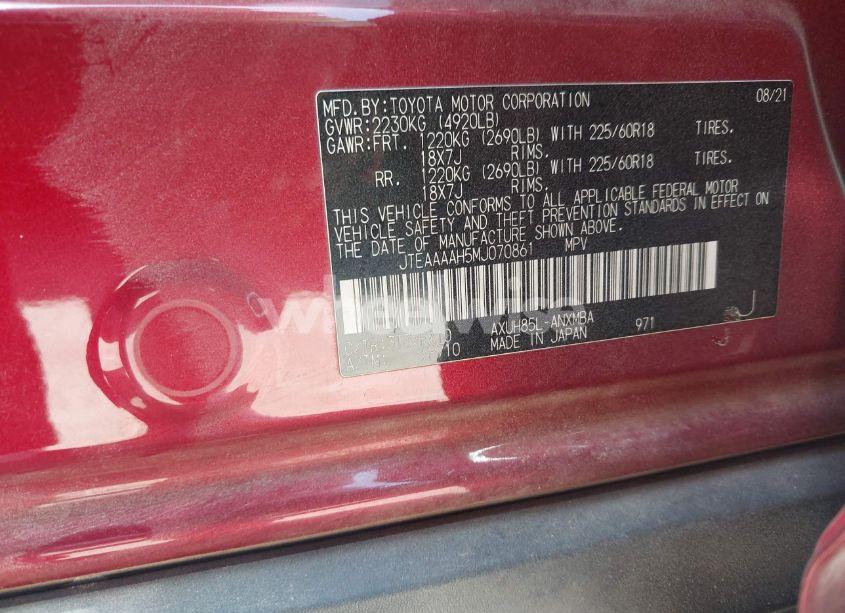 MFD.BY:TOYOTA MOTOR CORPORATION 08/21
GVWR:2230KG (4920LB)
GAWR:FRT. 1220KG (2690LB) WITH 225/60R18 TIRES.
18X7J RIMS.
RR. 1220KG (2690LB) WITH 225/60R18 TIRES.
18X7J RIMS.
THIS VEHICLE CONFORMS TO ALL APPLICABLE FEDERAL MOTOR
VEHICLE SAFETY AND THEFT PREVENTION STANDARDS IN EFFECT ON
THE DATE OF MANUFACTURE SHOWN ABOVE.
JTEAAAAH5MJ070861 MPV
wheelwise
C/TR: AXUH85L-ANXMBA
A/TM: MADE IN JAPAN 971